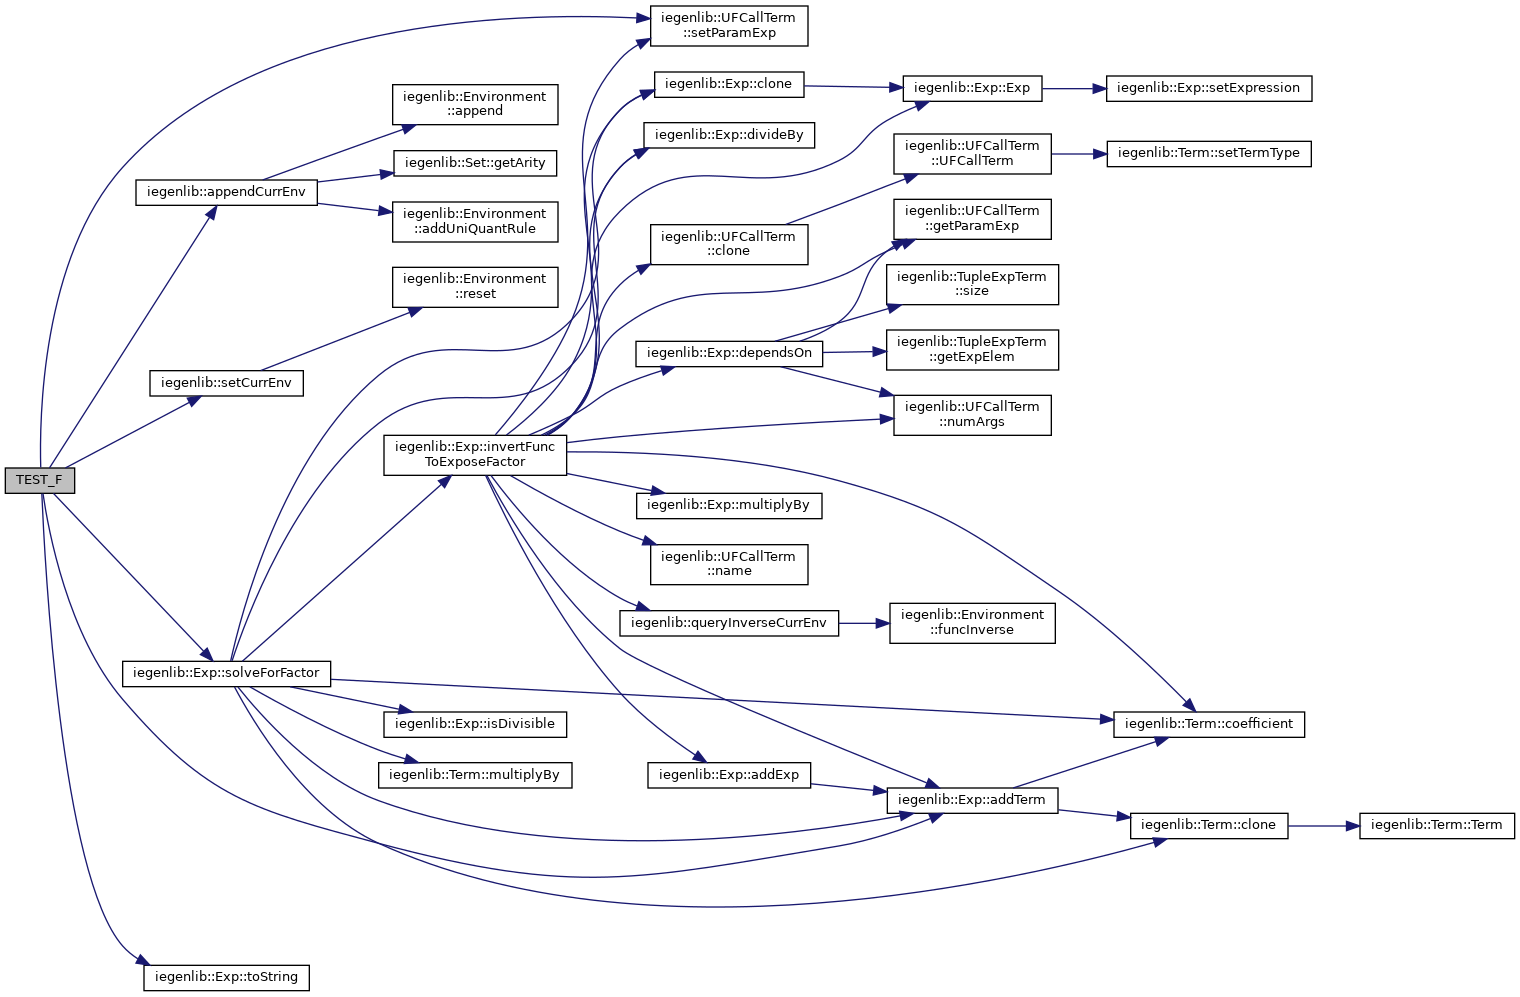 TEST_F
iegenlib::appendCurrEnv
iegenlib::setCurrEnv
iegenlib::Exp::solveForFactor
iegenlib::Exp::toString
iegenlib::Environment
::append
iegenlib::Set::getArity
iegenlib::Environment
::addUniQuantRule
iegenlib::Environment
::reset
iegenlib::Exp::invertFunc
ToExposeFactor
iegenlib::Exp::isDivisible
iegenlib::Term::multiplyBy
iegenlib::UFCallTerm
::setParamExp
iegenlib::Exp::clone
iegenlib::Exp::divideBy
iegenlib::UFCallTerm
::clone
iegenlib::Exp::dependsOn
iegenlib::Exp::multiplyBy
iegenlib::UFCallTerm
::name
iegenlib::queryInverseCurrEnv
iegenlib::Exp::addExp
iegenlib::Exp::Exp
iegenlib::UFCallTerm
::UFCallTerm
iegenlib::UFCallTerm
::getParamExp
iegenlib::TupleExpTerm
::size
iegenlib::TupleExpTerm
::getExpElem
iegenlib::UFCallTerm
::numArgs
iegenlib::Environment
::funcInverse
iegenlib::Exp::addTerm
iegenlib::Exp::setExpression
iegenlib::Term::setTermType
iegenlib::Term::coefficient
iegenlib::Term::clone
iegenlib::Term::Term